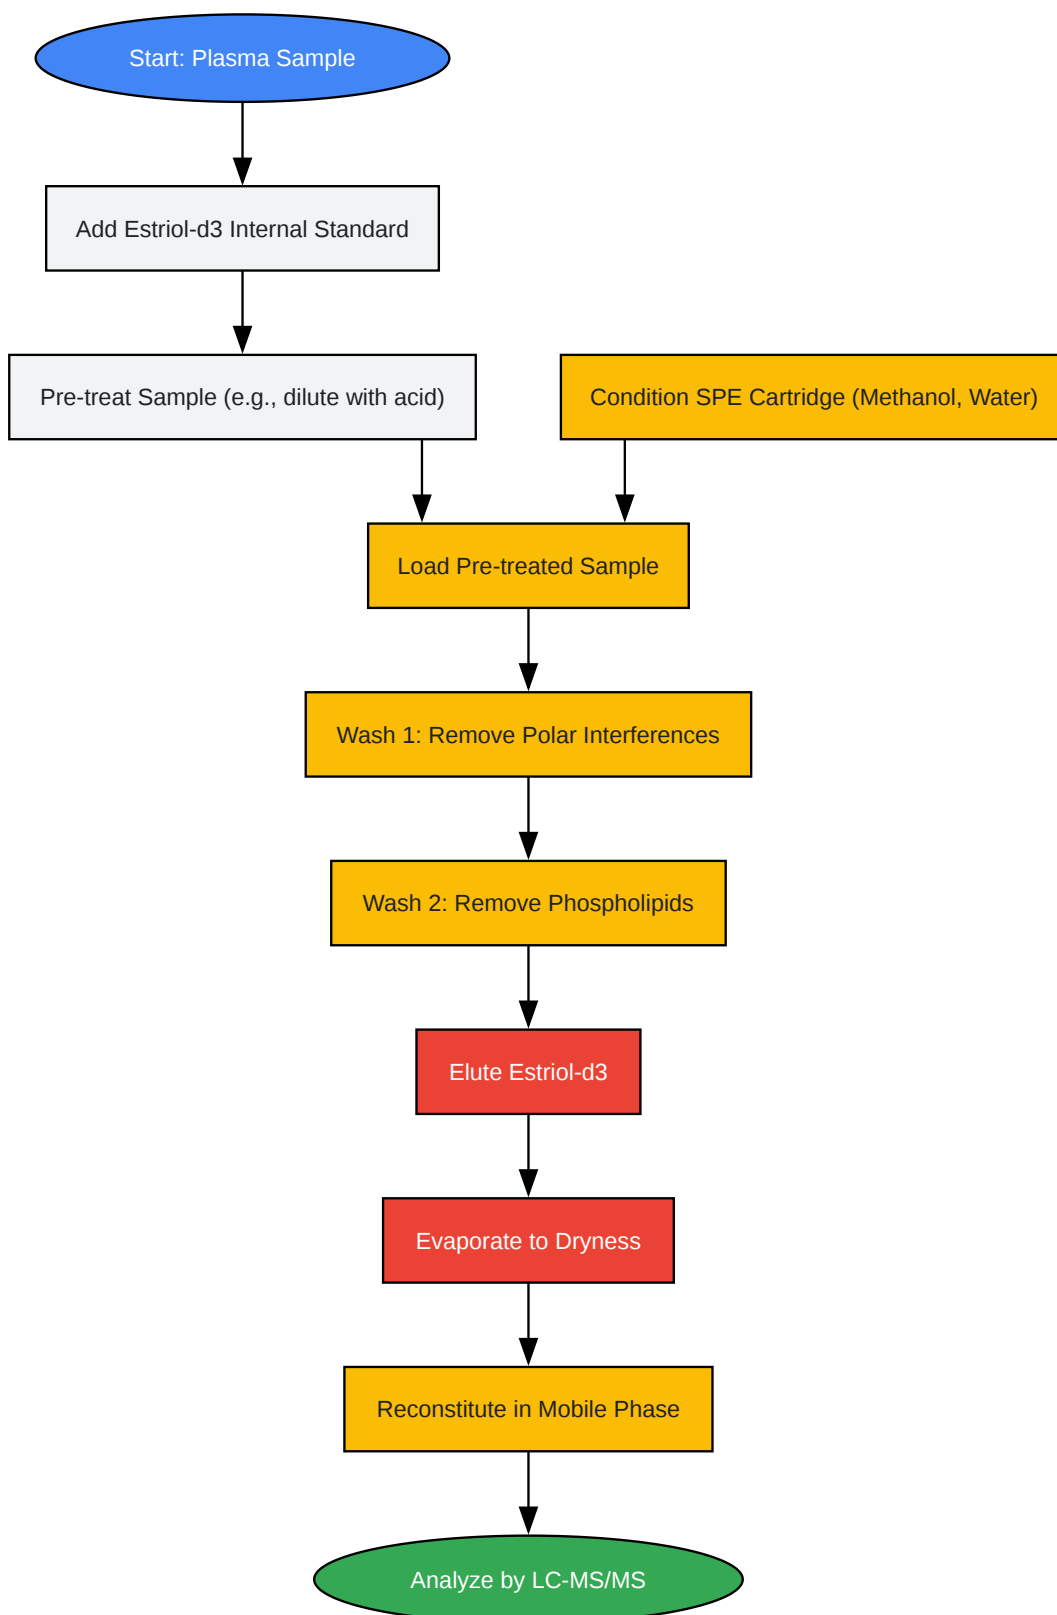 Start: Plasma Sample
Add Estriol-d3 Internal Standard
Pre-treat Sample (e.g., dilute with acid)
Condition SPE Cartridge (Methanol, Water)
Load Pre-treated Sample
Wash 1: Remove Polar Interferences
Wash 2: Remove Phospholipids
Elute Estriol-d3
Evaporate to Dryness
Reconstitute in Mobile Phase
Analyze by LC-MS/MS